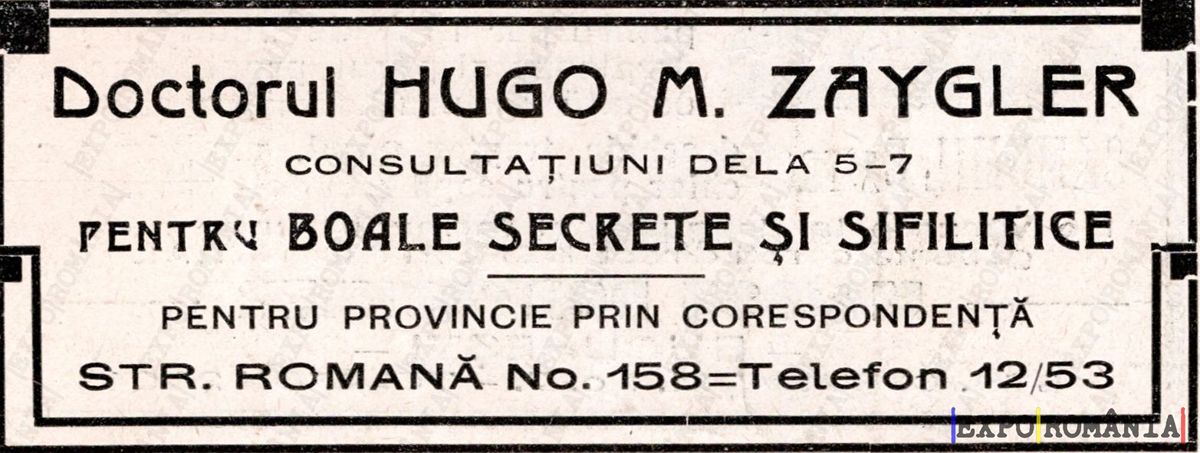 Doctorul HUGO M. ZAYGLER
CONSULTAȚIUNI DELA 5–7
PENTRU BOALE SECRETE ȘI SIFILITICE
PENTRU PROVINCIE PRIN CORESPONDENȚĂ
STR. ROMANĂ No. 158=Telefon 12/53
|EXPO|ROMÂNIA|